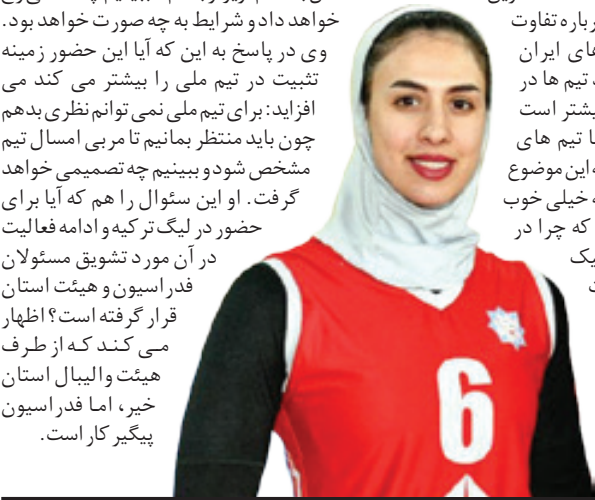 رباره تفاوت
های ایران
تیم ها در
بیشتر است
ا تیم های
ه این موضوع
ه خیلی خوب
که چرا در
یک
خواهد داد و شرایط به چه صورت خواهد بود.
وی در پاسخ به این که آیا این حضور زمینه
تثبیت در تیم ملی را بیشتر می کند می
افزاید: برای تیم ملی نمی توانم نظری بدهم
چون باید منتظر بمانیم تا مربی امسال تیم
مشخص شود و ببینیم چه تصمیمی خواهد
گرفت. او این سئوال را هم که آیا برای
حضور در لیگ ترکیه و ادامه فعالیت
در آن مورد تشویق مسئولان
فدراسیون و هیئت استان
قرار گرفته است؟ اظهار
می کند که از طرف
هیئت والیبال استان
خیر، اما فدراسیون
پیگیر کار است.
6